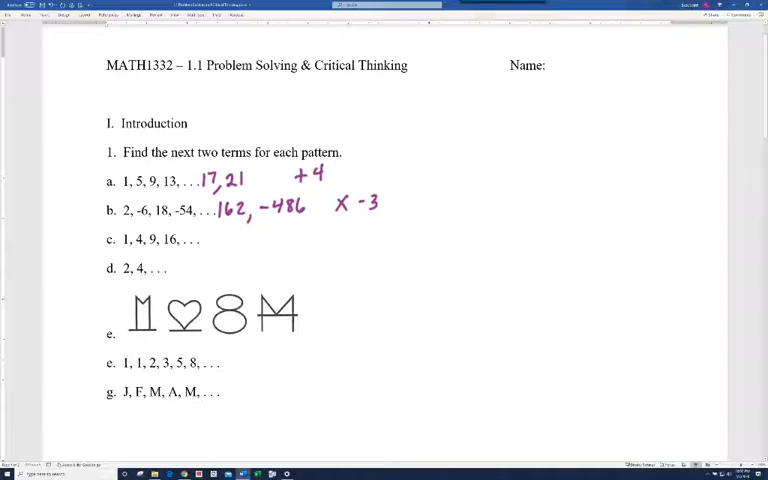 MATH1332 – 1.1 Problem Solving & Critical Thinking Name:
I. Introduction
1. Find the next two terms for each pattern.
a. 1, 5, 9, 13, . . . 17, 21 +4
b. 2, -6, 18, -54, . . . 162, -486 x -3
c. 1, 4, 9, 16, . . .
d. 2, 4, . . .
e.
e. 1, 1, 2, 3, 5, 8, . . .
g. J, F, M, A, M, . . .